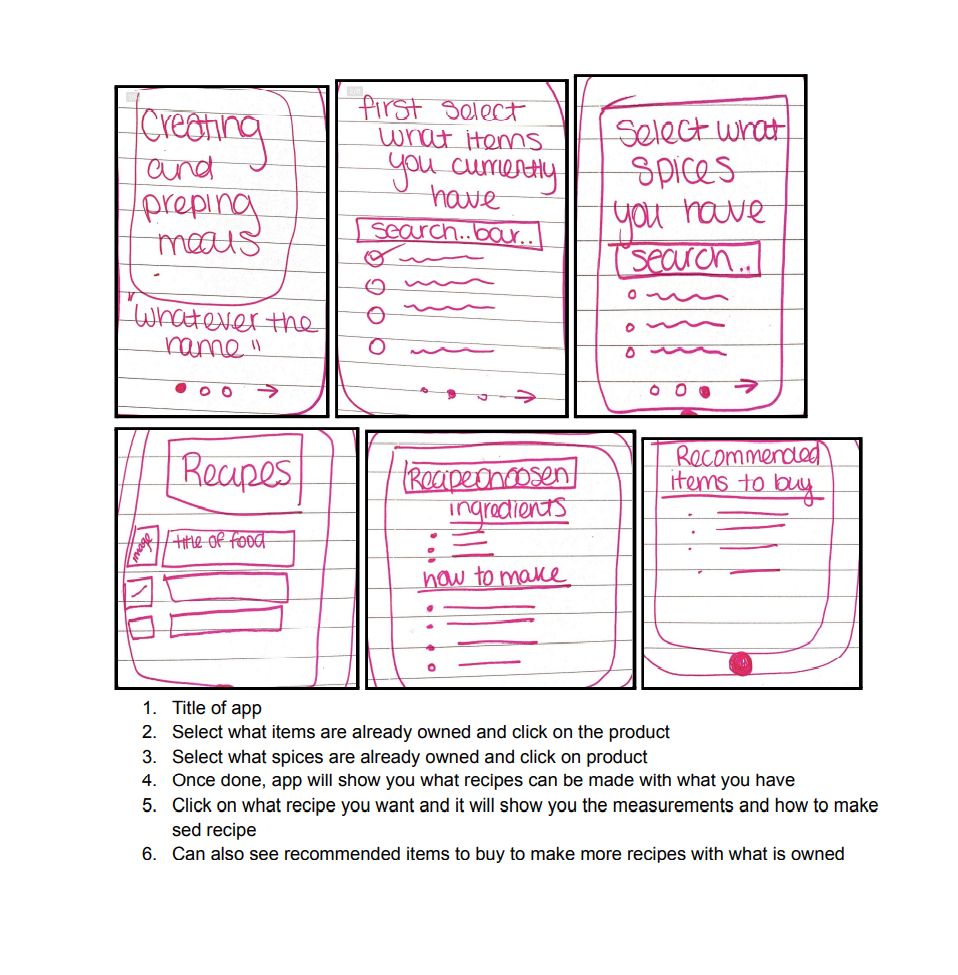 Creating
and
preping
meals
"Whatever the
name"
first select
what items
you currently
have
search..bar..
Select what
spices
you have
search..
Recipes
image
title of food
Recipe choosen
ingredients
how to make
Recommended
items to buy
1. Title of app
2. Select what items are already owned and click on the product
3. Select what spices are already owned and click on product
4. Once done, app will show you what recipes can be made with what you have
5. Click on what recipe you want and it will show you the measurements and how to make
sed recipe
6. Can also see recommended items to buy to make more recipes with what is owned